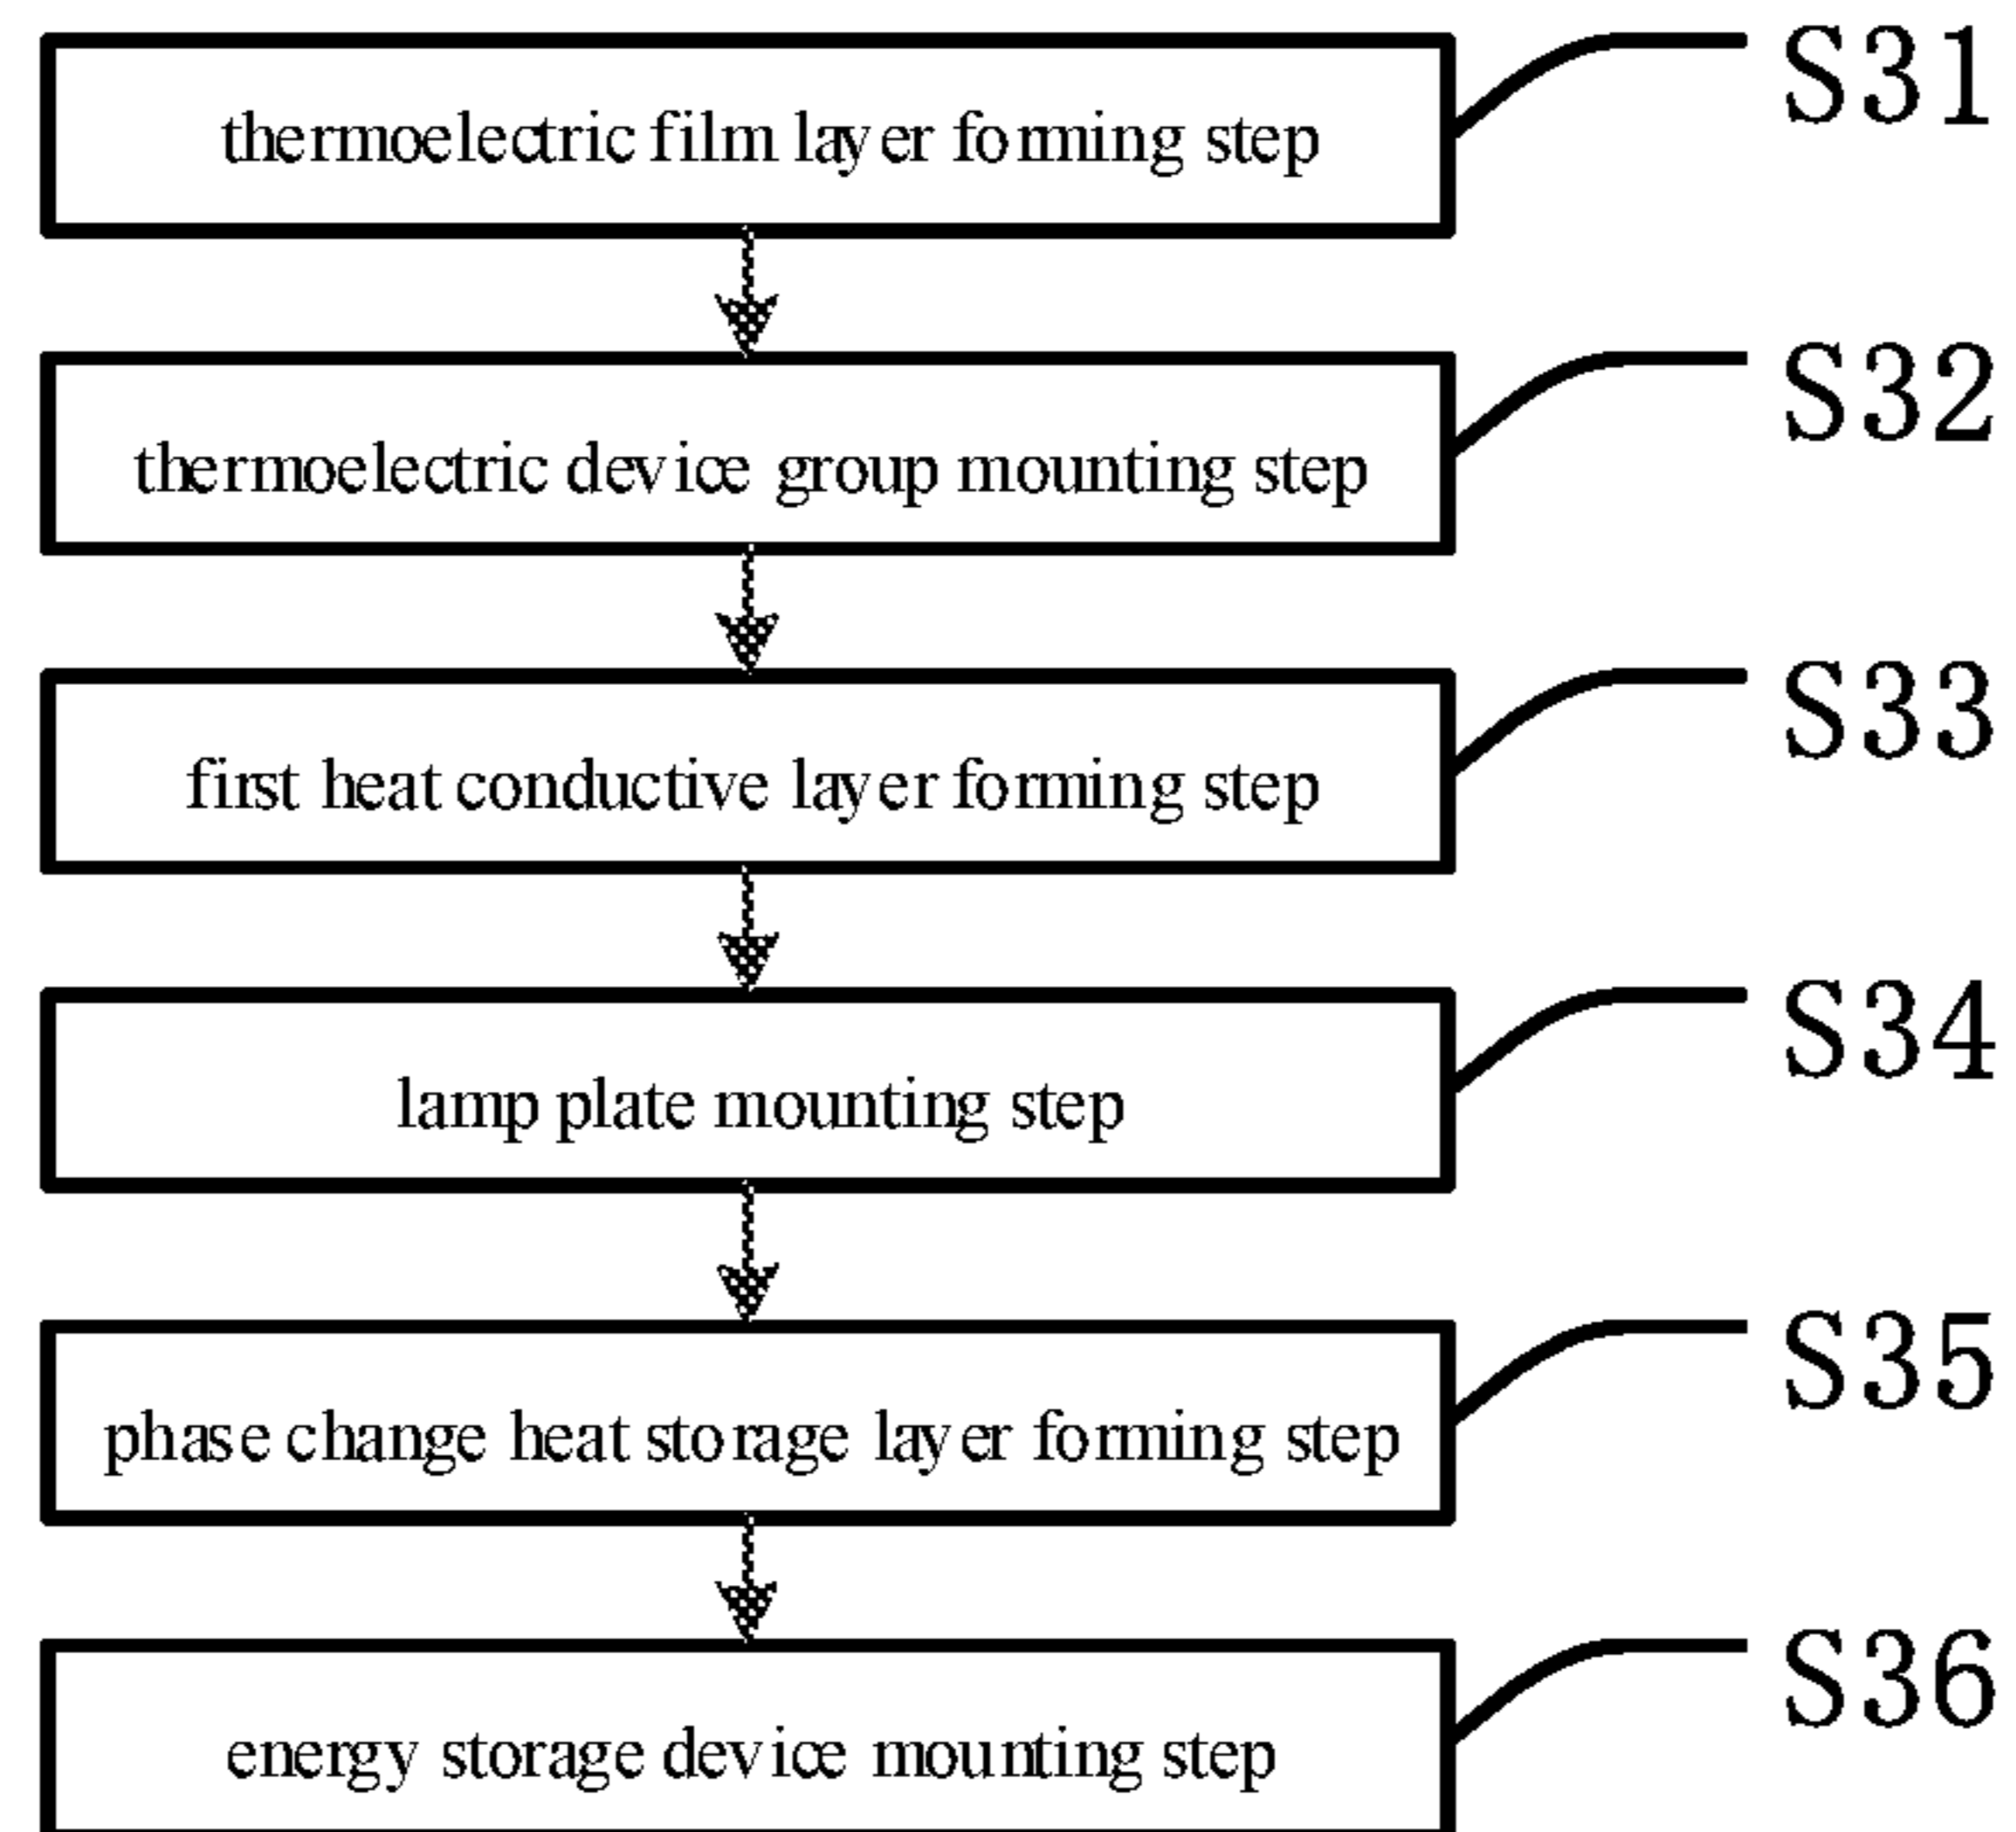 thermoelectric film layer forming step
S31
thermoelectric device group mounting step
S32
first heat conductive layer forming step
S33
lamp plate mounting step
S34
phase change heat storage layer forming step
S35
energy storage device mounting step
S36